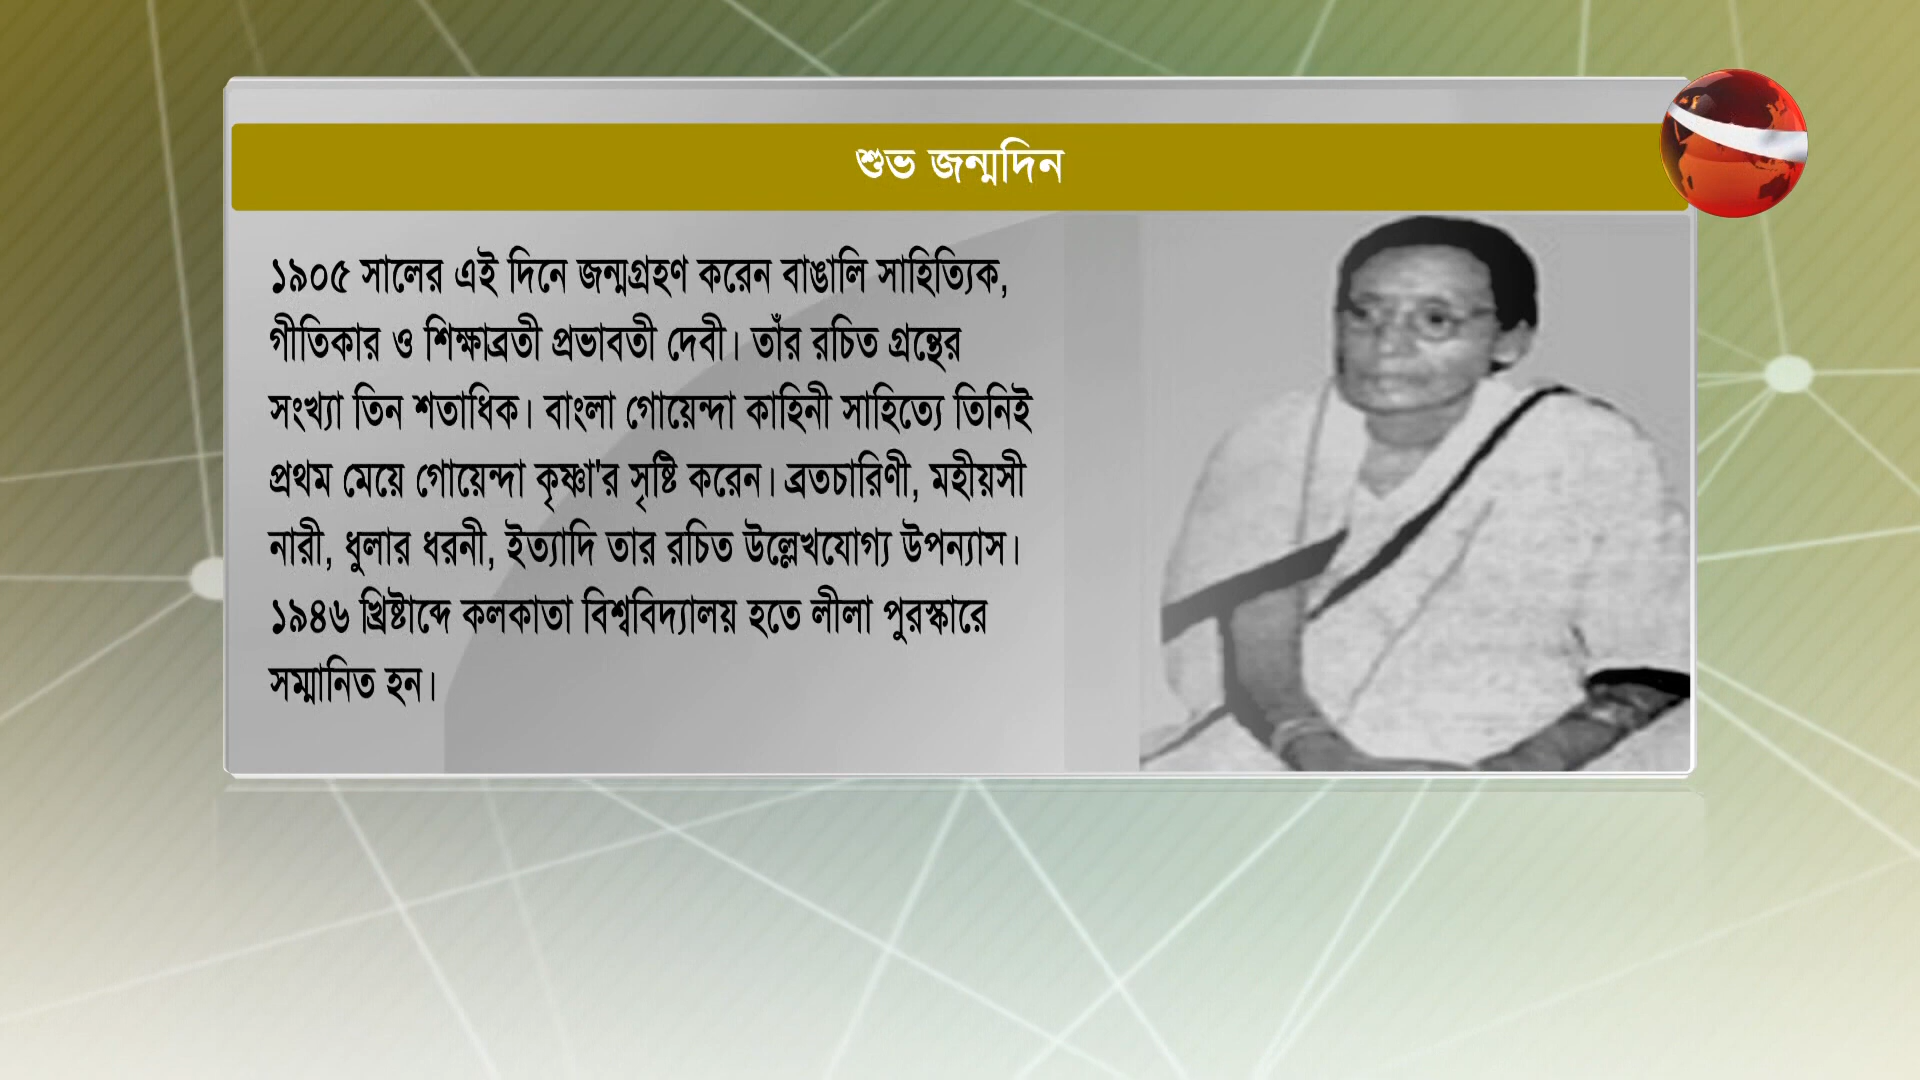 শুভ জন্মদিন
১৯০৫ সালের এই দিনে জন্মগ্রহণ করেন বাঙালি সাহিত্যিক,
গীতিকার ও শিক্ষাব্রতী প্রভাবতী দেবী। তাঁর রচিত গ্রন্থের
সংখ্যা তিন শতাধিক। বাংলা গোয়েন্দা কাহিনী সাহিত্যে তিনিই
প্রথম মেয়ে গোয়েন্দা কৃষ্ণা'র সৃষ্টি করেন। ব্রতচারিণী, মহীয়সী
নারী, ধুলার ধরনী, ইত্যাদি তার রচিত উল্লেখযোগ্য উপন্যাস।
১৯৪৬ খ্রিষ্টাব্দে কলকাতা বিশ্ববিদ্যালয় হতে লীলা পুরস্কারে
সম্মানিত হন।